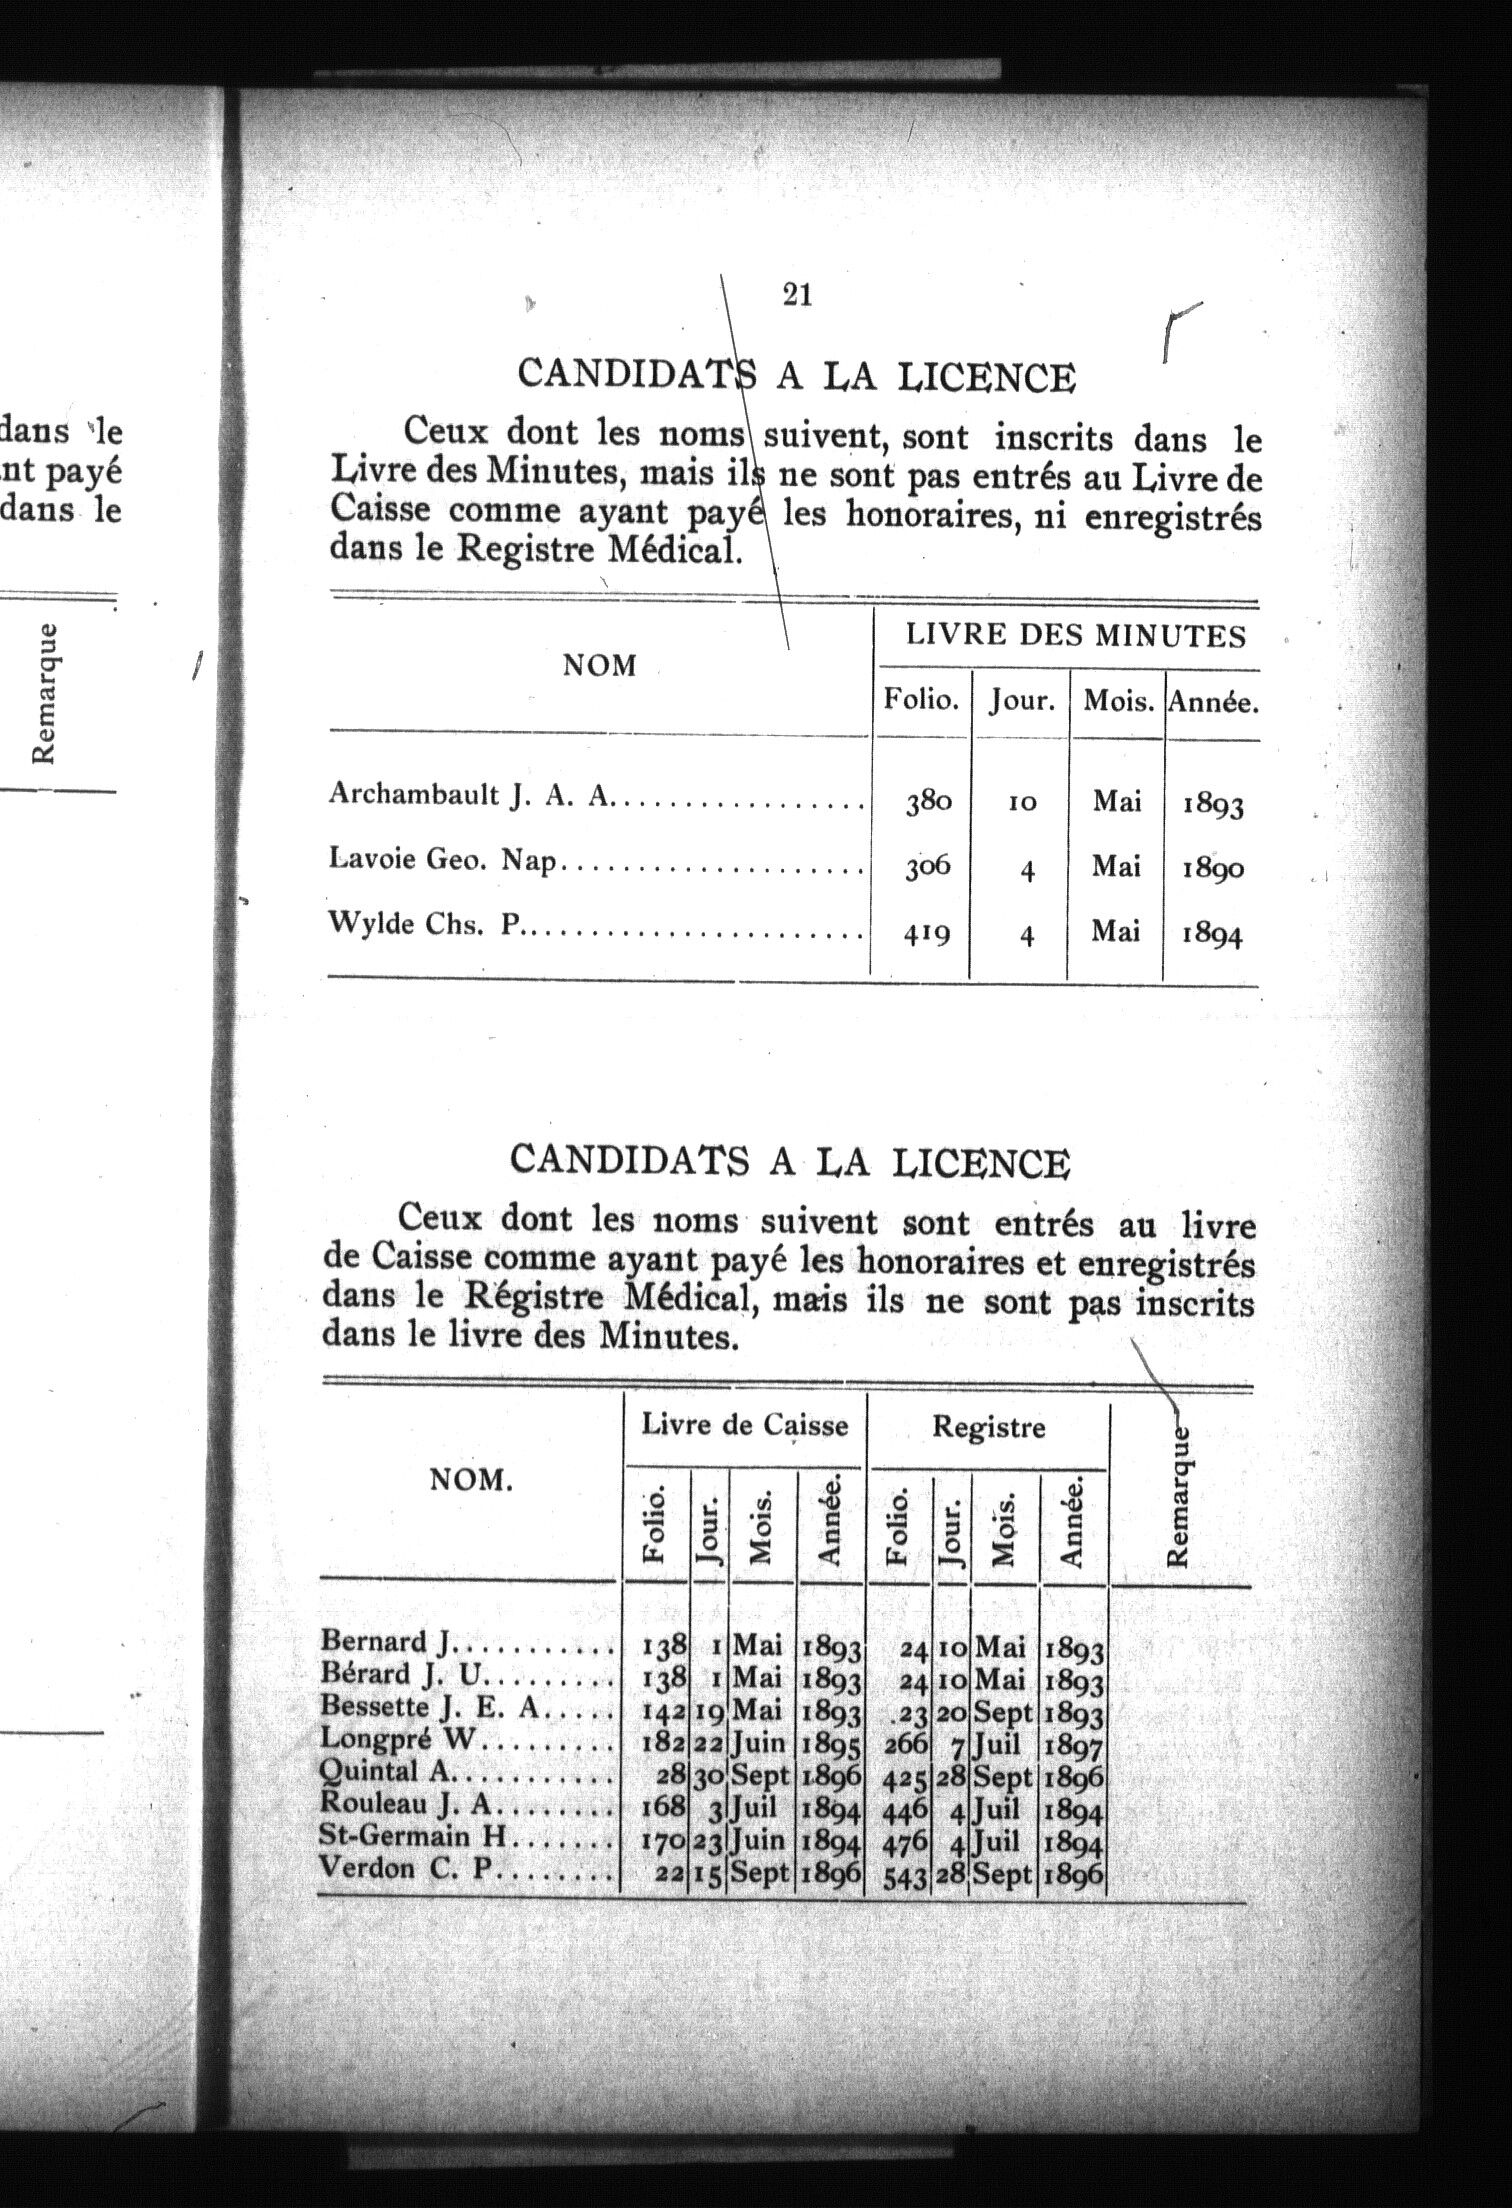 dans le
nt payé
dans le
Remarque
21
CANDIDATS A LA LICENCE
Ceux dont les noms suivent, sont inscrits dans le
Livre des Minutes, mais ils ne sont pas entrés au Livre de
Caisse comme ayant payé les honoraires, ni enregistrés
dans le Registre Médical.
NOM
LIVRE DES MINUTES
Folio. Jour. Mois. Année.
Archambault J. A. A. 380 10 Mai 1893
Lavoie Geo. Nap. 306 4 Mai 1890
Wylde Chs. P. 419 4 Mai 1894
CANDIDATS A LA LICENCE
Ceux dont les noms suivent sont entrés au livre
de Caisse comme ayant payé les honoraires et enregistrés
dans le Régistre Médical, mais ils ne sont pas inscrits
dans le livre des Minutes.
NOM.
Livre de Caisse Registre Remarque
Folio. Jour. Mois. Année. Folio. Jour. Mois. Année.
Bernard J. 138 1 Mai 1893 24 10 Mai 1893
Bérard J. U. 138 1 Mai 1893 24 10 Mai 1893
Bessette J. E. A. 142 19 Mai 1893 23 20 Sept 1893
Longpré W. 182 22 Juin 1895 266 7 Juil 1897
Quintal A. 28 30 Sept 1896 425 28 Sept 1896
Rouleau J. A. 168 3 Juil 1894 446 4 Juil 1894
St-Germain H. 170 23 Juin 1894 476 4 Juil 1894
Verdon C. P. 22 15 Sept 1896 543 28 Sept 1896